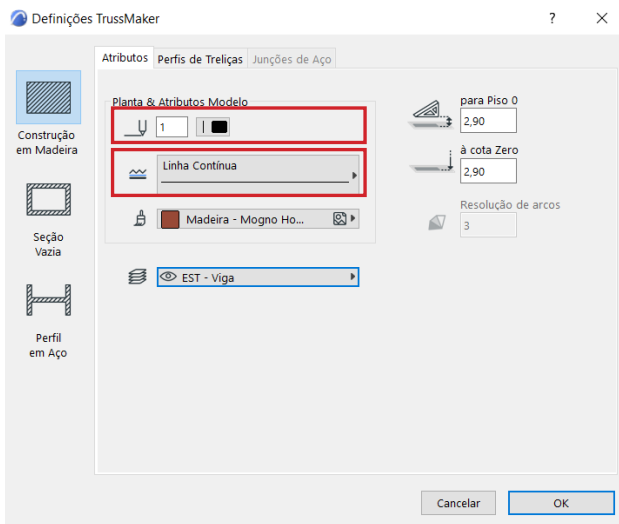 Definições TrussMaker
?
Atributos Perfis de Treliças Junções de Aço
Construção
em Madeira
Seção
Vazia
Perfil
em Aço
Planta & Atributos Modelo
1
Linha Contínua
Madeira - Mogno Ho...
EST - Viga
para Piso 0
2,90
à cota Zero
2,90
Resolução de arcos
3
Cancelar OK